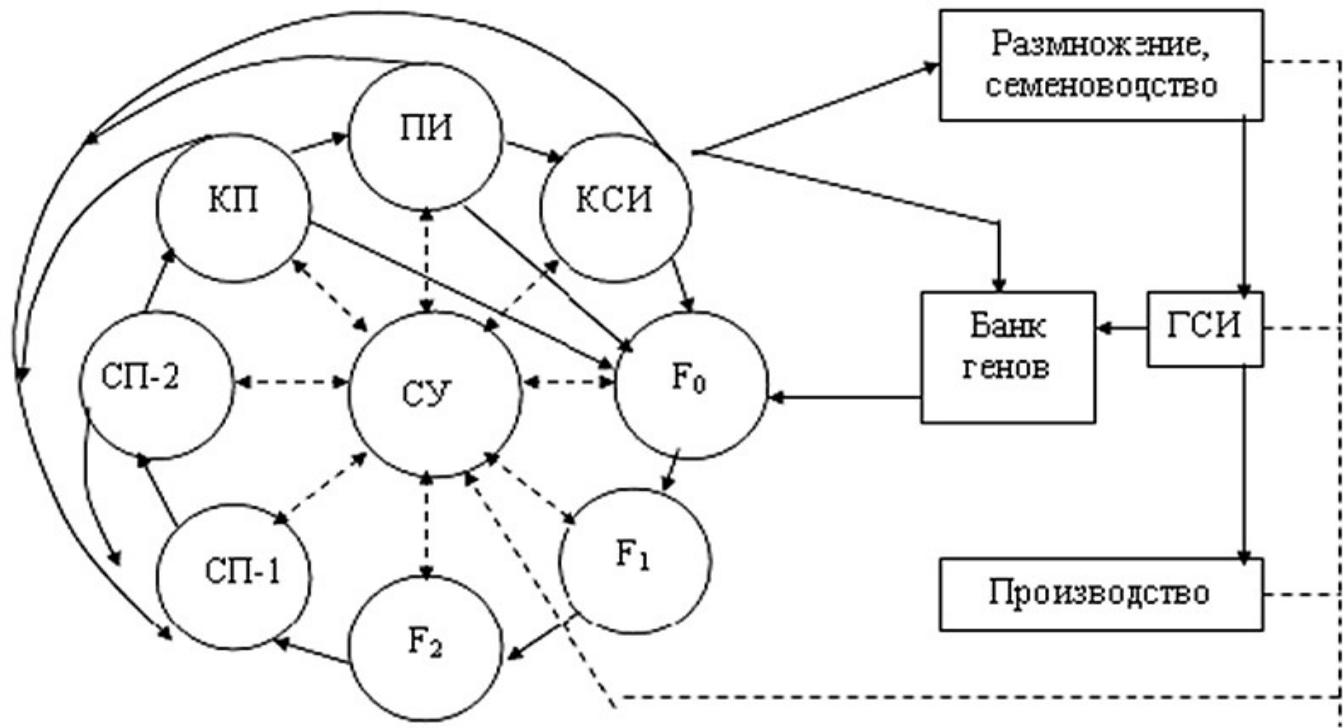 Размножение,
семеноводство
ПИ
КП
КСИ
Банк
генов
ГСИ
СП-2
СУ
F₀
F₁
СП-1
F₂
Производство